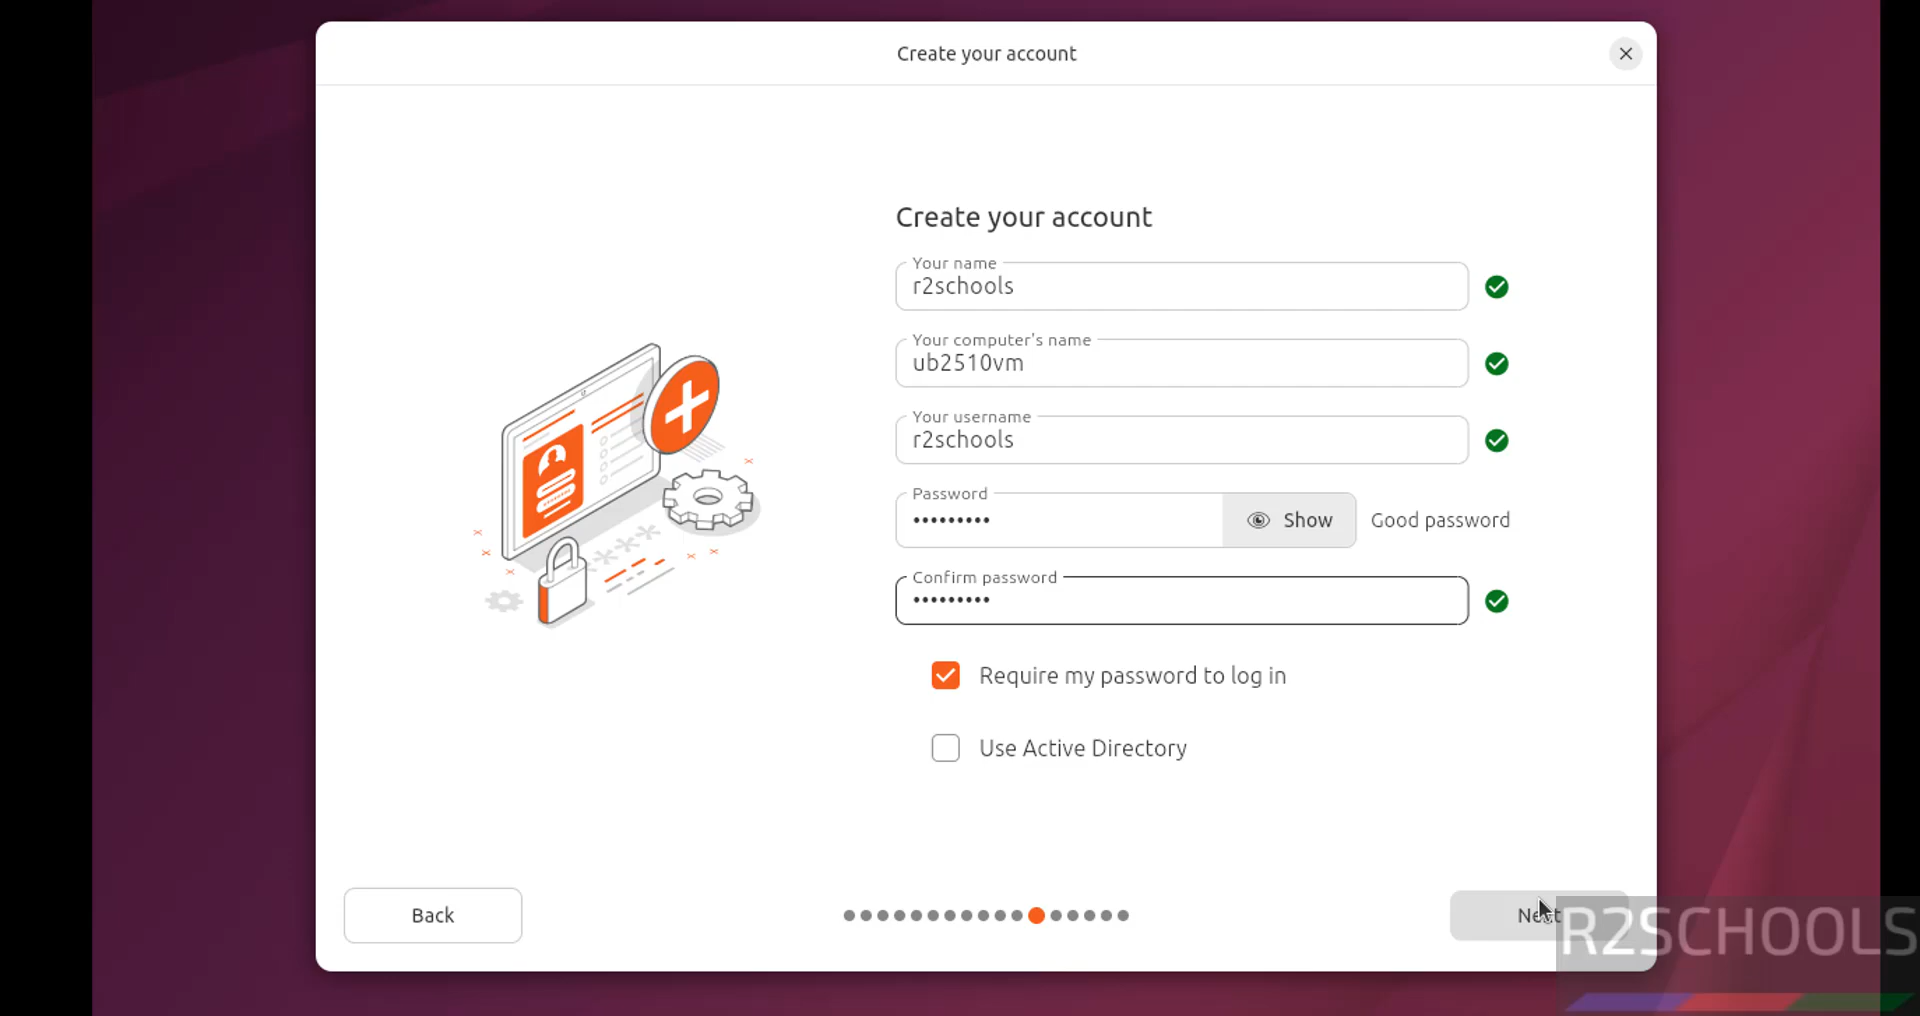 Create your account
Create your account
Your name
r2schools
Your computer's name
ub2510vm
Your username
r2schools
Password
•••••••••
Show
Good password
Confirm password
•••••••••
Require my password to log in
Use Active Directory
Back
Next
R2SCHOOLS